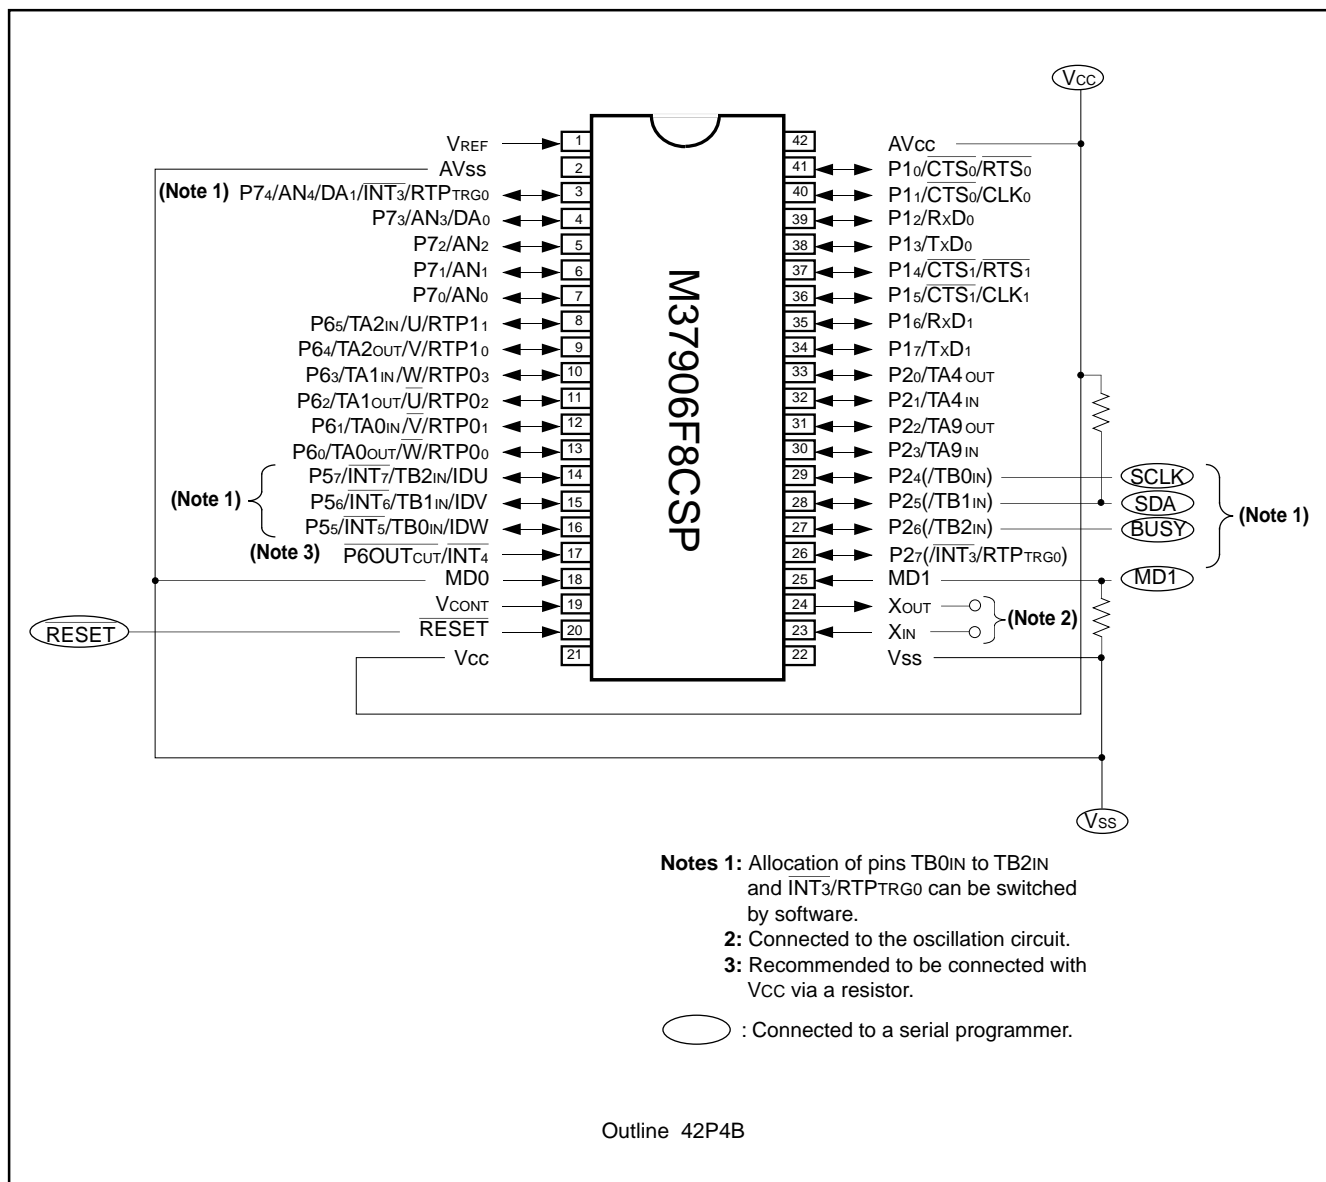 Vcc
VREF 1 42 AVcc
AVss 2 41 P10/CTS0/RTS0
(Note 1) P74/AN4/DA1/INT3/RTPTRG0 3 40 P11/CTS0/CLK0
P73/AN3/DA0 4 39 P12/RxD0
P72/AN2 5 38 P13/TxD0
P71/AN1 6 37 P14/CTS1/RTS1
P70/AN0 7 36 P15/CTS1/CLK1
P65/TA2IN/U/RTP11 8 35 P16/RxD1
P64/TA2OUT/V/RTP10 9 34 P17/TxD1
P63/TA1IN/W/RTP03 10 33 P20/TA4OUT
P62/TA1OUT/U/RTP02 11 32 P21/TA4IN
P61/TA0IN/V/RTP01 12 31 P22/TA9OUT
P60/TA0OUT/W/RTP00 13 30 P23/TA9IN
P57/INT7/TB2IN/IDU 14 29 P24(/TB0IN) SCLK
(Note 1) P56/INT6/TB1IN/IDV 15 28 P25(/TB1IN) SDA (Note 1)
P55/INT5/TB0IN/IDW 16 27 P26(/TB2IN) BUSY
(Note 3) P6OUTCUT/INT4 17 26 P27(/INT3/RTPTRG0)
MD0 18 25 MD1 MD1
VCONT 19 24 XOUT (Note 2)
RESET RESET 20 23 XIN
Vcc 21 22 Vss
M37906F8CSP
Vss
Notes 1: Allocation of pins TB0IN to TB2IN
and INT3/RTPTRG0 can be switched
by software.
2: Connected to the oscillation circuit.
3: Recommended to be connected with
VCC via a resistor.
: Connected to a serial programmer.
Outline 42P4B